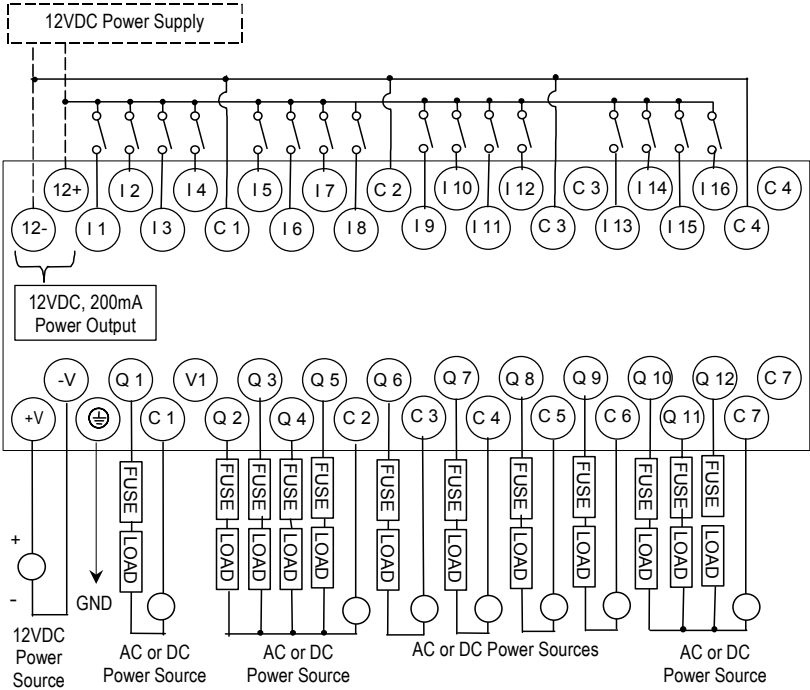 12VDC Power Supply
12+ I 2 I 4 I 5 I 7 C 2 I 10 I 12 C 3 I 14 I 16 C 4
12- I 1 I 3 C 1 I 6 I 8 I 9 I 11 C 3 I 13 I 15 C 4
12VDC, 200mA
Power Output
-V Q 1 V1 Q 3 Q 5 Q 6 Q 7 Q 8 Q 9 Q 10 Q 12 C 7
+V C 1 Q 2 Q 4 C 2 C 3 C 4 C 5 C 6 Q 11 C 7
FUSE FUSE FUSE FUSE FUSE FUSE FUSE FUSE FUSE FUSE FUSE FUSE
LOAD LOAD LOAD LOAD LOAD LOAD LOAD LOAD LOAD LOAD LOAD LOAD
+
-
GND
12VDC
Power
Source
AC or DC
Power Source
AC or DC
Power Source
AC or DC Power Sources
AC or DC
Power Source